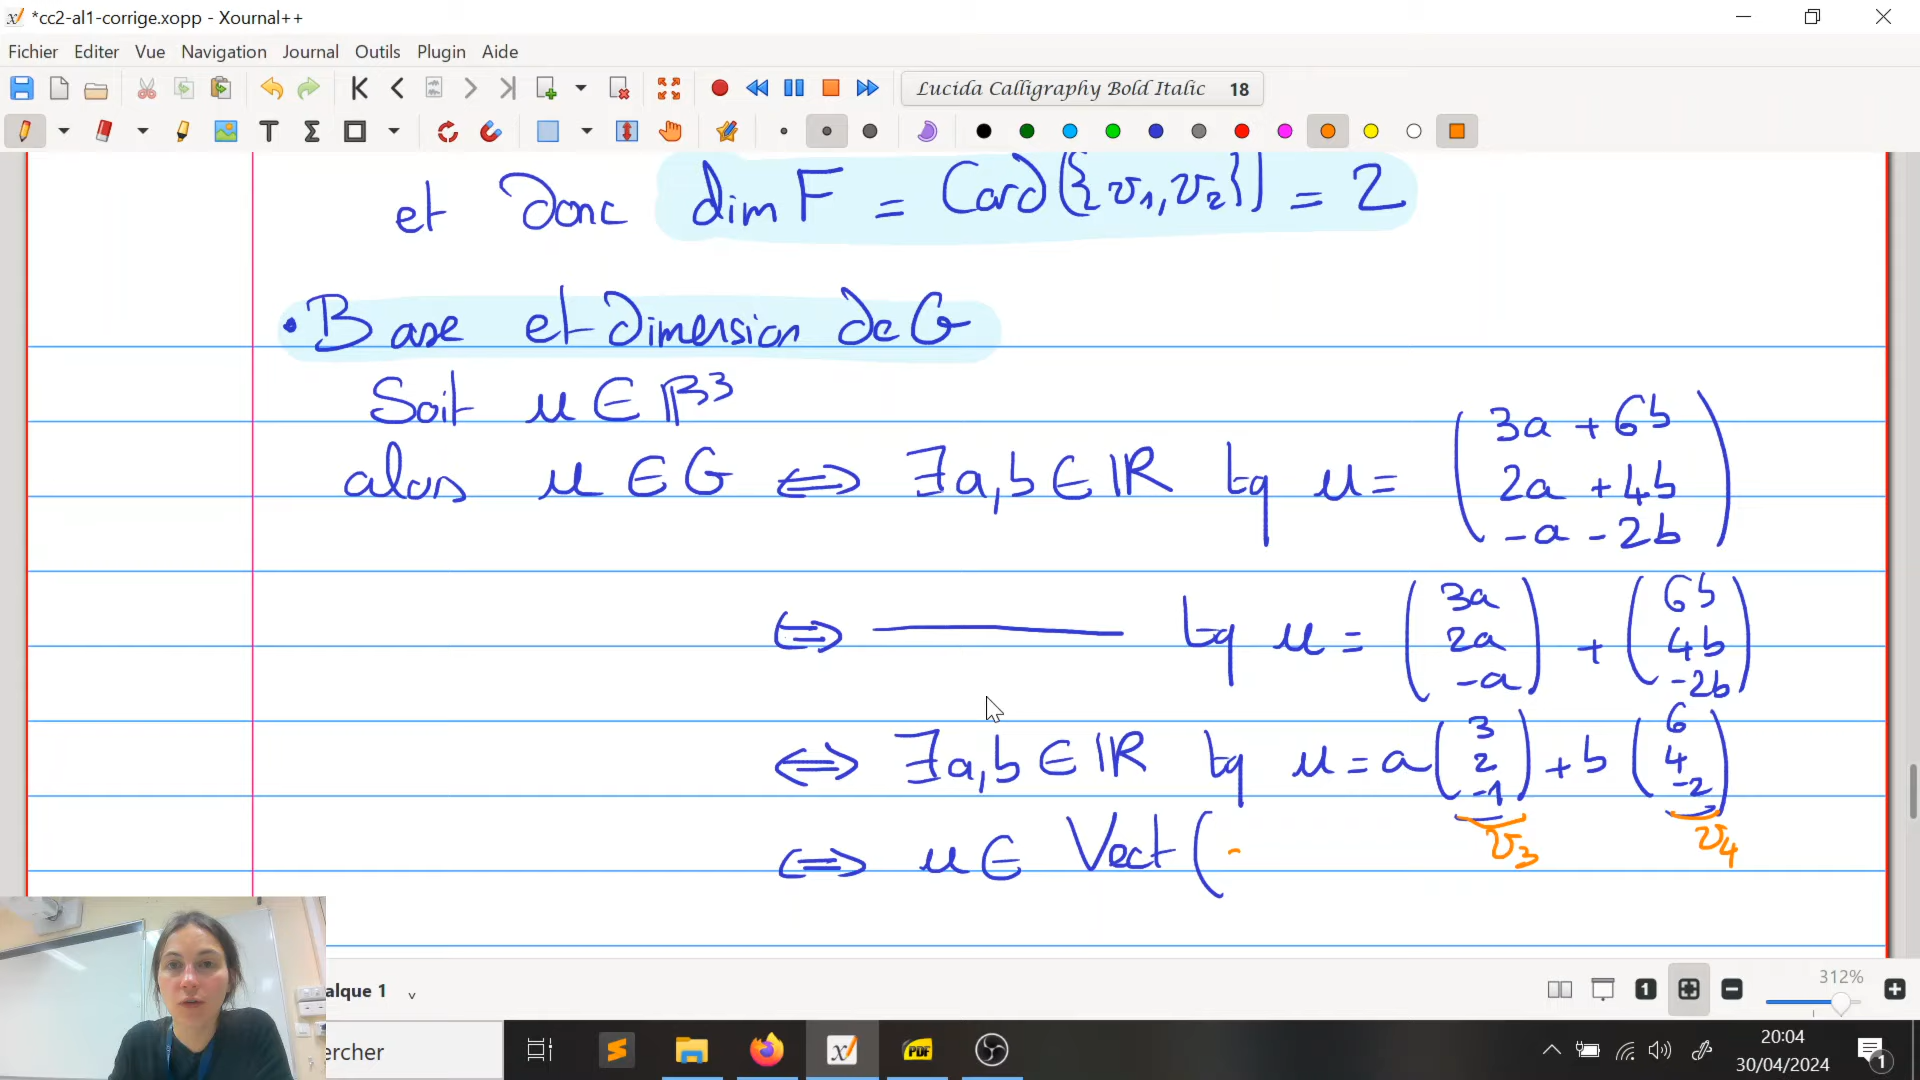 *cc2-al1-corrige.xopp - Xournal++
Fichier Editer Vue Navigation Journal Outils Plugin Aide
Lucida Calligraphy Bold Italic 18
et donc dim F = Card({v₁,v₂}) = 2
• Base et dimension de G
Soit u ∈ ℝ³
alors u ∈ G ⟺ ∃a,b ∈ ℝ tq u = (3a + 6b
2a + 4b
-a - 2b)
⟺ ——— tq u = (3a 2a -a) + (6b 4b -2b)
⟺ ∃a,b ∈ ℝ tq u = a (3 2 -1) + b (6 4 -2)
v₃ v₄
⟺ u ∈ Vect(
alque 1
1
312%
ercher
PDF
20:04
30/04/2024
1